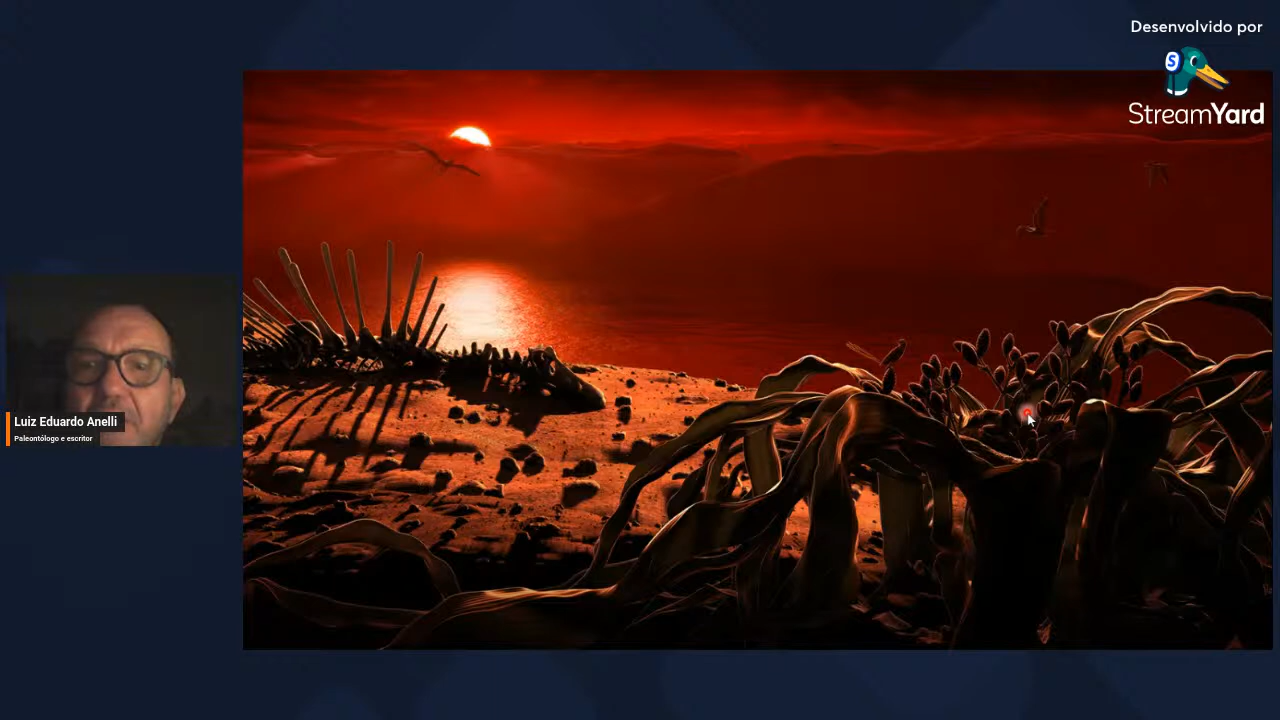 Desenvolvido por
StreamYard
Luiz Eduardo Anelli
Paleontólogo e escritor